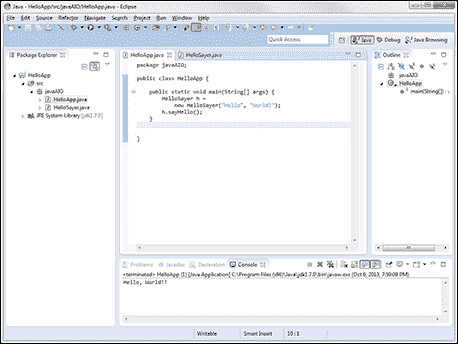 Java - HelloApp/src/javaAIO/HelloApp.java - Eclipse
File Edit Source Refactor Navigate Search Project Run Window Help
Quick Access
Java Debug Java Browsing
Package Explorer
HelloApp
src
javaAIO
HelloApp.java
HelloSayer.java
JRE System Library [jdk1.7.0]
HelloApp.java HelloSayer.java
package javaAIO;
public class HelloApp {
public static void main(String[] args) {
HelloSayer h =
new HelloSayer("Hello", "World!");
h.sayHello();
}
}
Outline
javaAIO
HelloApp
main(String[]) :
Problems Javadoc Declaration Console
<terminated> HelloApp (1) [Java Application] C:\Program Files (x86)\Java\jdk1.7.0\bin\javaw.exe (Oct 6, 2013, 7:59:09 PM)
Hello, World!!
Writable Smart Insert 10 : 1